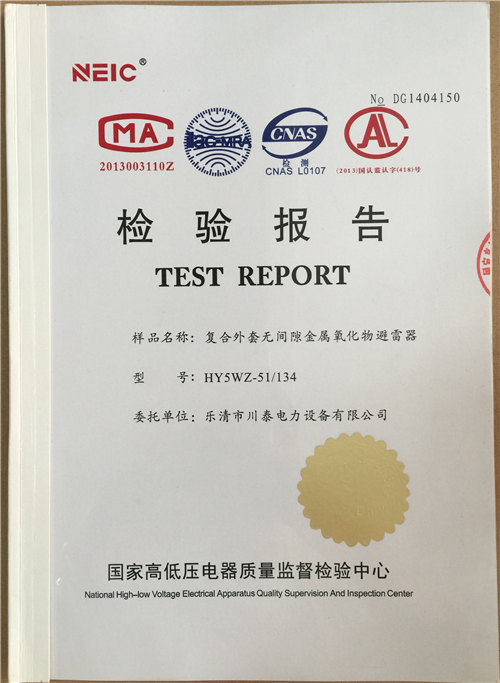 NEIC®
No DG1404150
MA
ilac-MRA
CNAS
AL
2013003110Z
检 测
CNAS L0107
(2013)国认监认字(418)号
检 验 报 告
TEST REPORT
样品名称：复合外套无间隙金属氧化物避雷器
型 号：HY5WZ-51/134
委托单位：乐清市川泰电力设备有限公司
国家高低压电器质量监督检验中心
National High–low Voltage Electrical Apparatus Quality Supervision And Inspection Center